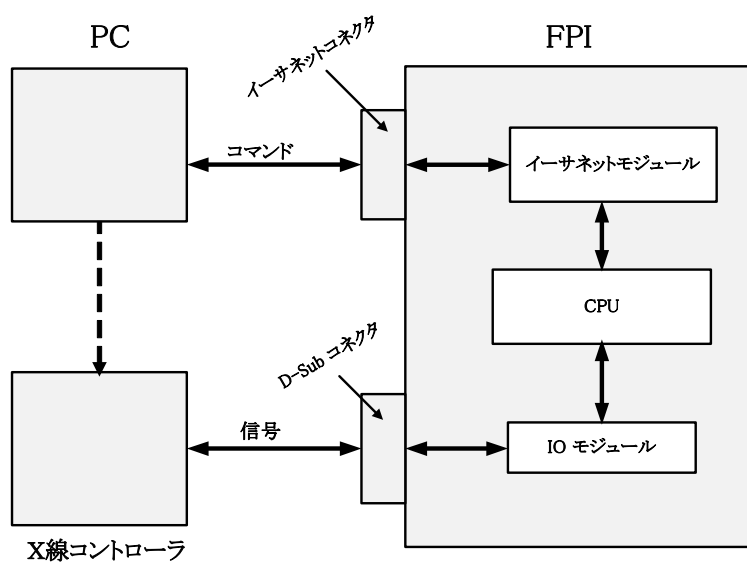 PC
FPI
イーサネットコネクタ
コマンド
イーサネットモジュール
CPU
D-Sub コネクタ
信号
IO モジュール
X線コントローラ